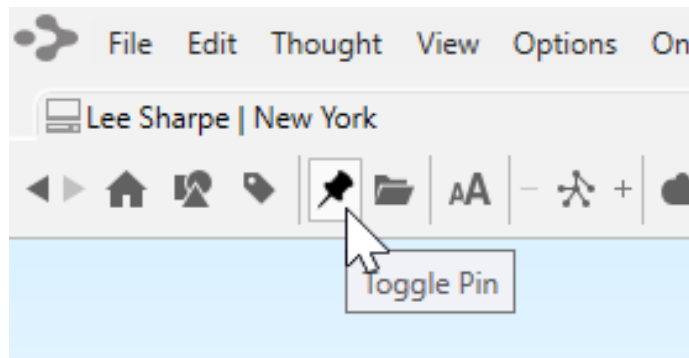 File Edit Thought View Options On
Lee Sharpe | New York
AA
Toggle Pin